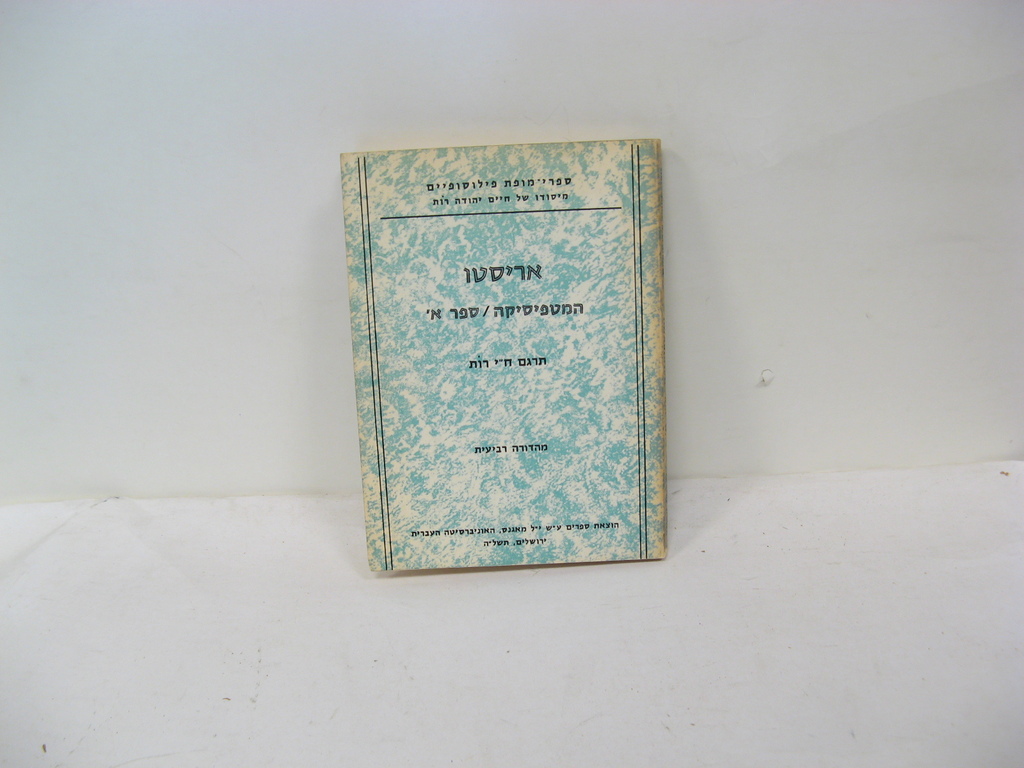 ספרי־מופת פילוסופיים
מיסודו של חיים יהודה רות
אריסטו
המטפיסיקה / ספר א'
תרגם ח״י רות
מהדורה רביעית
הוצאת ספרים ע״ש י״ל מאגנס, האוניברסיטה העברית
ירושלים, תשל״ה